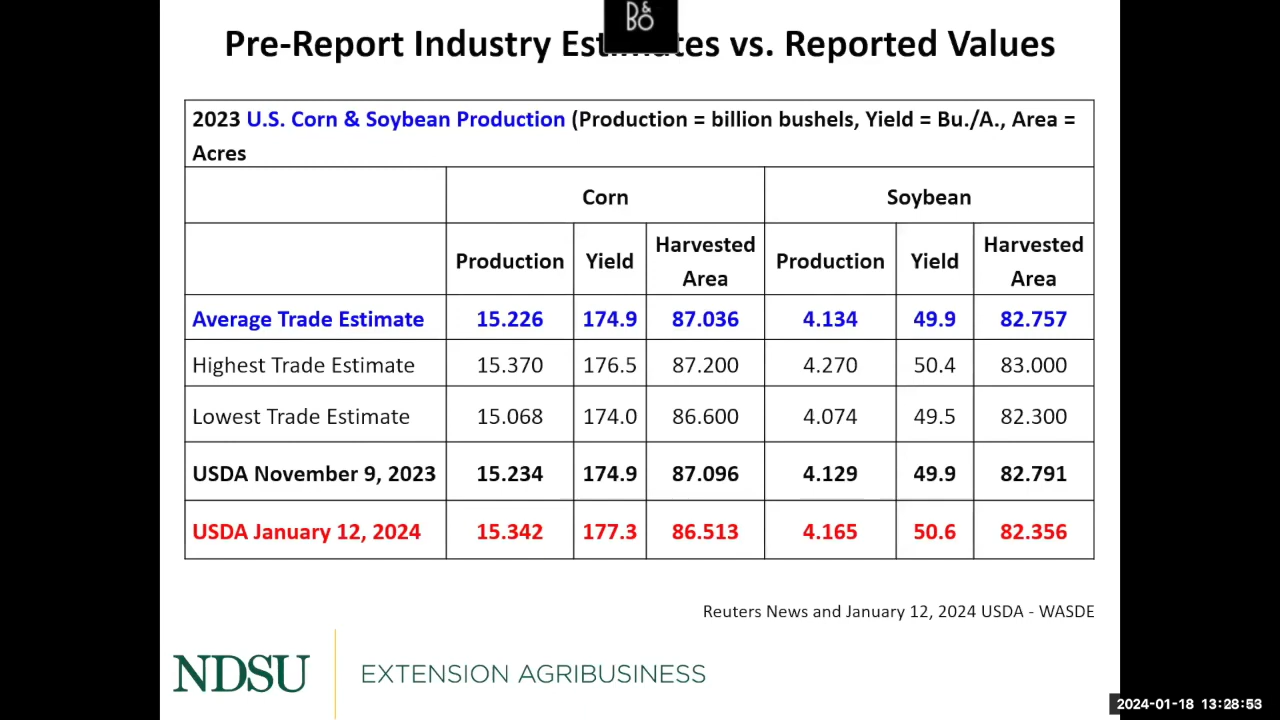 B&O
Pre-Report Industry Estimates vs. Reported Values
2023 U.S. Corn & Soybean Production (Production = billion bushels, Yield = Bu./A., Area =
Acres
Corn Soybean
Production Yield Harvested Area Production Yield Harvested Area
Average Trade Estimate 15.226 174.9 87.036 4.134 49.9 82.757
Highest Trade Estimate 15.370 176.5 87.200 4.270 50.4 83.000
Lowest Trade Estimate 15.068 174.0 86.600 4.074 49.5 82.300
USDA November 9, 2023 15.234 174.9 87.096 4.129 49.9 82.791
USDA January 12, 2024 15.342 177.3 86.513 4.165 50.6 82.356
Reuters News and January 12, 2024 USDA - WASDE
NDSU EXTENSION AGRIBUSINESS
2024-01-18 13:28:53